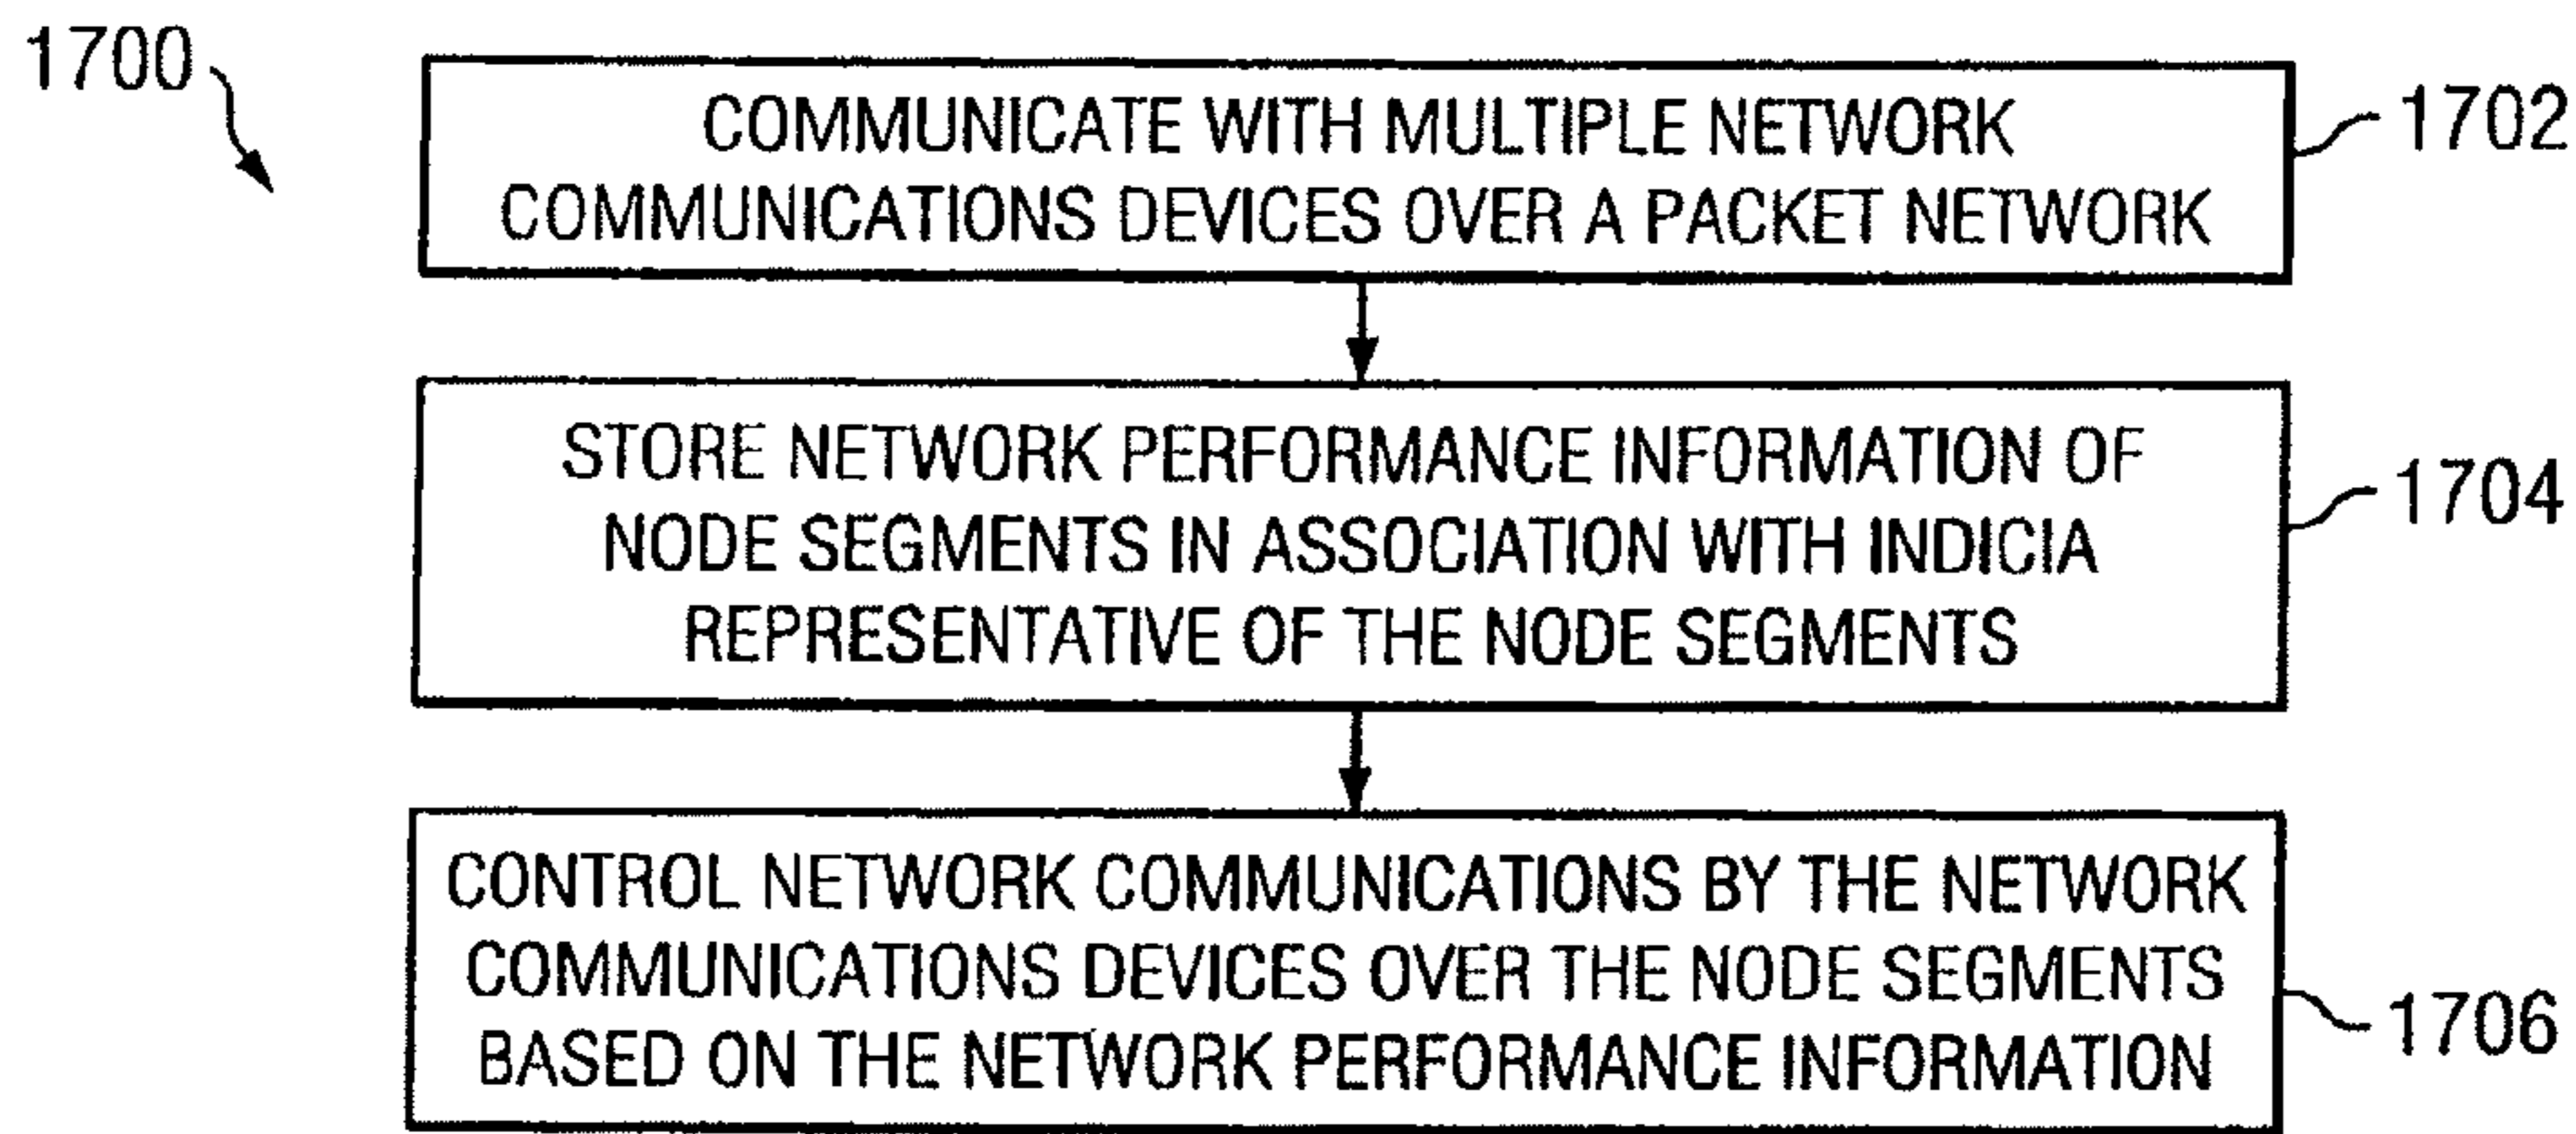 1700
COMMUNICATE WITH MULTIPLE NETWORK
COMMUNICATIONS DEVICES OVER A PACKET NETWORK
1702
STORE NETWORK PERFORMANCE INFORMATION OF
NODE SEGMENTS IN ASSOCIATION WITH INDICIA
REPRESENTATIVE OF THE NODE SEGMENTS
1704
CONTROL NETWORK COMMUNICATIONS BY THE NETWORK
COMMUNICATIONS DEVICES OVER THE NODE SEGMENTS
BASED ON THE NETWORK PERFORMANCE INFORMATION
1706